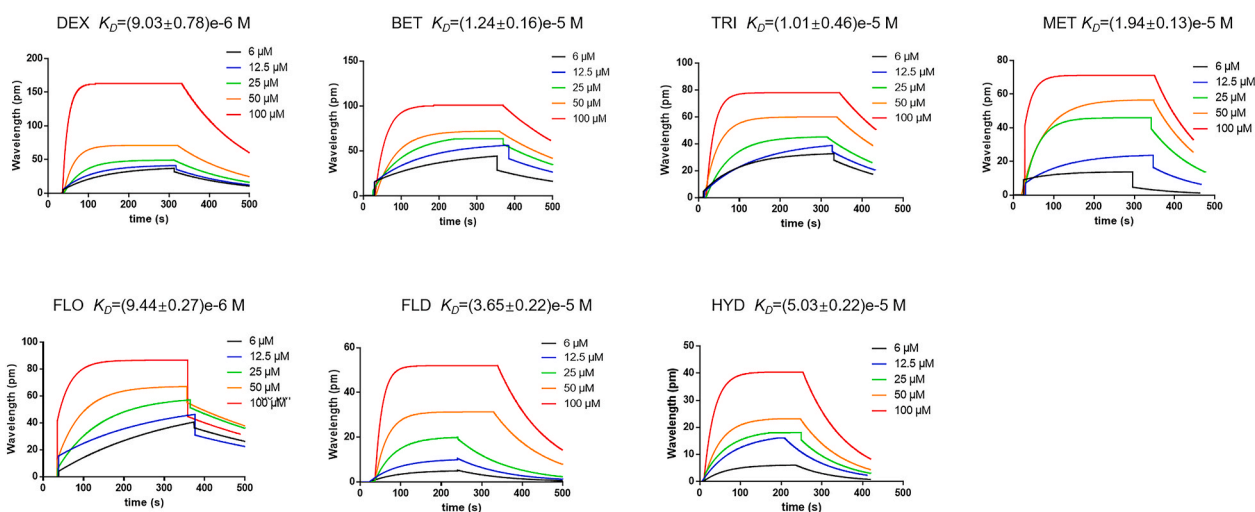 DEX K_D=(9.03±0.78)e-6 M
200
150
100
50
0
Wavelength (pm)
0 100 200 300 400 500
time (s)
6 µM
12.5 µM
25 µM
50 µM
100 µM
BET K_D=(1.24±0.16)e-5 M
150
100
50
0
Wavelength (pm)
0 100 200 300 400 500
time (s)
6 µM
12.5 µM
25 µM
50 µM
100 µM
TRI K_D=(1.01±0.46)e-5 M
100
80
60
40
20
0
Wavelength (pm)
0 100 200 300 400 500
time (s)
6 µM
12.5 µM
25 µM
50 µM
100 µM
MET K_D=(1.94±0.13)e-5 M
80
60
40
20
0
Wavelength (pm)
0 100 200 300 400 500
time (s)
6 µM
12.5 µM
25 µM
50 µM
100 µM
FLO K_D=(9.44±0.27)e-6 M
100
80
60
40
20
0
Wavelength (pm)
0 100 200 300 400 500
time (s)
6 µM
12.5 µM
25 µM
50 µM
100 µM
FLD K_D=(3.65±0.22)e-5 M
60
40
20
0
Wavelength (pm)
0 100 200 300 400 500
time (s)
6 µM
12.5 µM
25 µM
50 µM
100 µM
HYD K_D=(5.03±0.22)e-5 M
50
40
30
20
10
0
Wavelength (pm)
0 100 200 300 400 500
time (s)
6 µM
12.5 µM
25 µM
50 µM
100 µM